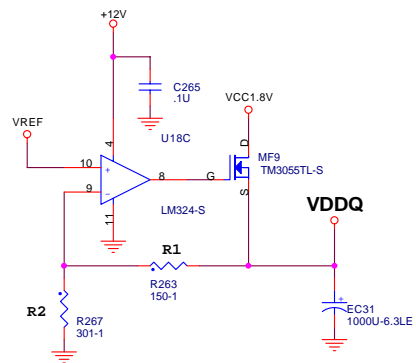 +12V
C265
.1U
VCC1.8V
VREF
U18C
4
D
MF9
TM3055TL-S
10
+
8
G
9
-
S
VDDQ
LM324-S
11
R1
R263
150-1
R2
R267
301-1
+
EC31
1000U-6.3LE